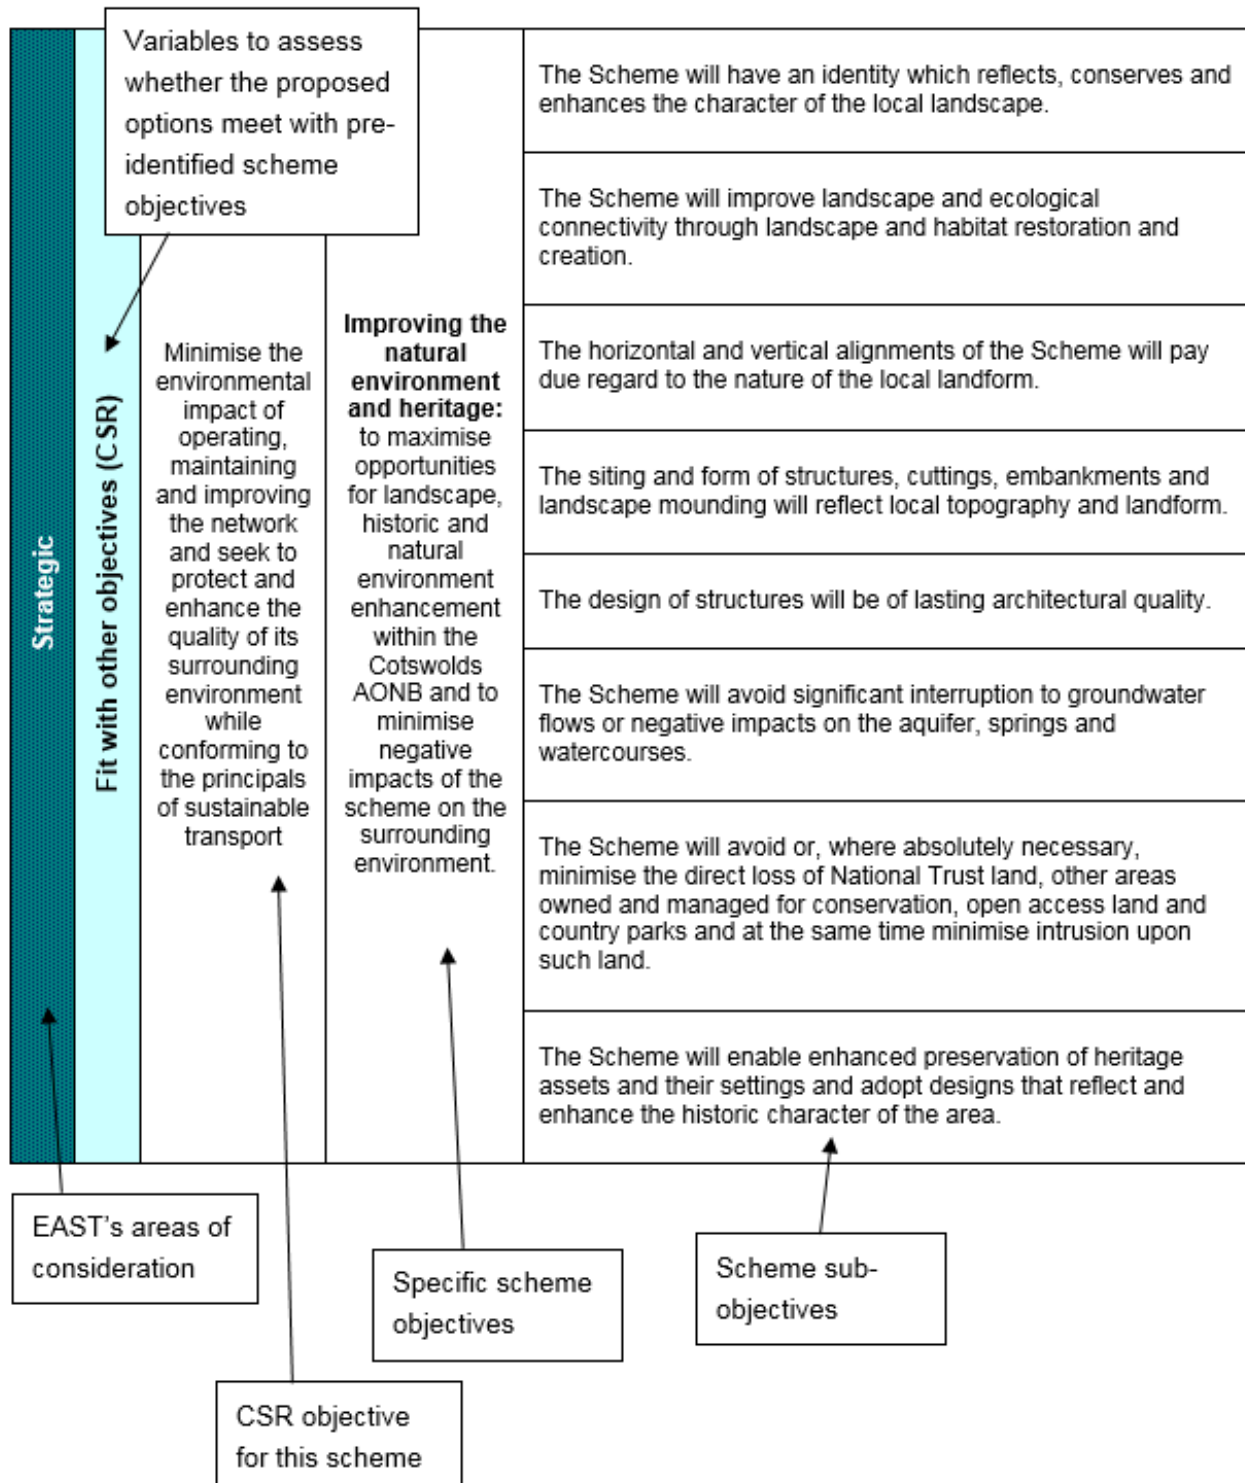 Variables to assess
whether the proposed
options meet with pre-
identified scheme
objectives
Strategic
Fit with other objectives (CSR)
Minimise the
environmental
impact of
operating,
maintaining
and improving
the network
and seek to
protect and
enhance the
quality of its
surrounding
environment
while
conforming to
the principals
of sustainable
transport
Improving the
natural
environment
and heritage:
to maximise
opportunities
for landscape,
historic and
natural
environment
enhancement
within the
Cotswolds
AONB and to
minimise
negative
impacts of the
scheme on the
surrounding
environment.
The Scheme will have an identity which reflects, conserves and
enhances the character of the local landscape.
The Scheme will improve landscape and ecological
connectivity through landscape and habitat restoration and
creation.
The horizontal and vertical alignments of the Scheme will pay
due regard to the nature of the local landform.
The siting and form of structures, cuttings, embankments and
landscape mounding will reflect local topography and landform.
The design of structures will be of lasting architectural quality.
The Scheme will avoid significant interruption to groundwater
flows or negative impacts on the aquifer, springs and
watercourses.
The Scheme will avoid or, where absolutely necessary,
minimise the direct loss of National Trust land, other areas
owned and managed for conservation, open access land and
country parks and at the same time minimise intrusion upon
such land.
The Scheme will enable enhanced preservation of heritage
assets and their settings and adopt designs that reflect and
enhance the historic character of the area.
EAST's areas of
consideration
Specific scheme
objectives
Scheme sub-
objectives
CSR objective
for this scheme